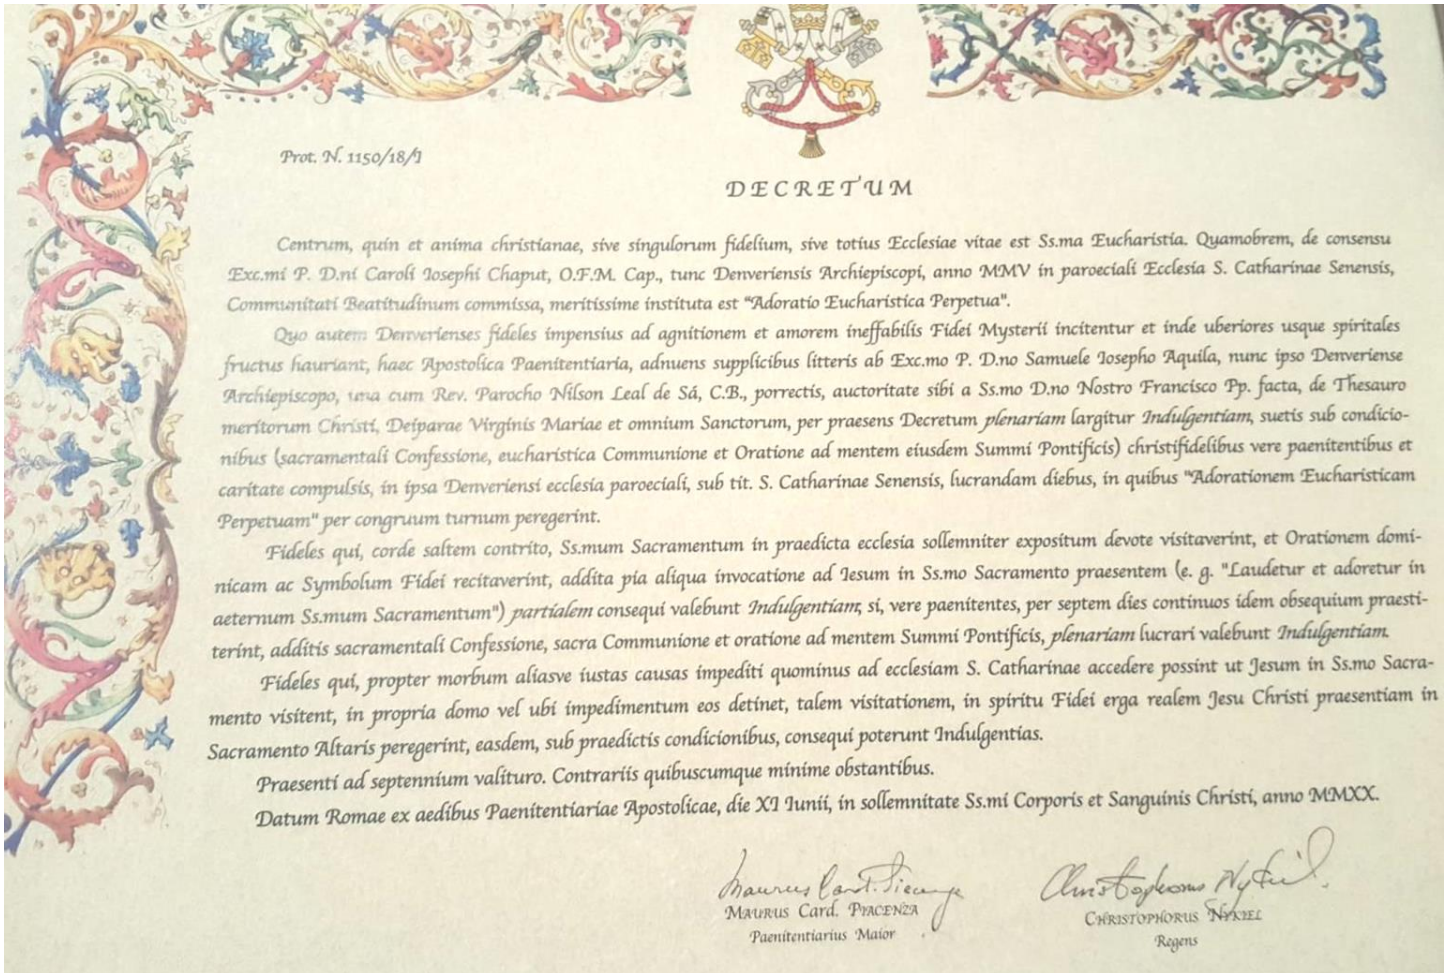 Prot. N. 1150/18/I
DECRETUM
Centrum, quin et anima christianae, sive singulorum fidelium, sive totius Ecclesiae vitae est Ss.ma Eucharistia. Quamobrem, de consensu
Exc.mi P. D.ni Caroli Iosephi Chaput, O.F.M. Cap., tunc Denveriensis Archiepiscopi, anno MMV in paroeciali Ecclesia S. Catharinae Senensis,
Communitati Beatitudinum commissa, meritissime instituta est "Adoratio Eucharistica Perpetua".
Quo autem Denverienses fideles impensius ad agnitionem et amorem ineffabilis Fidei Mysterii incitentur et inde uberiores usque spiritales
fructus hauriant, haec Apostolica Paenitentiaria, adnuens supplicibus litteris ab Exc.mo P. D.no Samuele Iosepho Aquila, nunc ipso Denveriense
Archiepiscopo, una cum Rev. Parocho Nilson Leal de Sá, C.B., porrectis, auctoritate sibi a Ss.mo D.no Nostro Francisco Pp. facta, de Thesauro
meritorum Christi, Deiparae Virginis Mariae et omnium Sanctorum, per praesens Decretum plenariam largitur Indulgentiam, suetis sub condicio-
nibus (sacramentali Confessione, eucharistica Communione et Oratione ad mentem eiusdem Summi Pontificis) christifidelibus vere paenitentibus et
caritate compulsis, in ipsa Denveriensi ecclesia paroeciali, sub tit. S. Catharinae Senensis, lucrandam diebus, in quibus "Adorationem Eucharisticam
Perpetuam" per congruum turnum peregerint.
Fideles qui, corde saltem contrito, Ss.mum Sacramentum in praedicta ecclesia sollemniter expositum devote visitaverint, et Orationem domi-
nicam ac Symbolum Fidei recitaverint, addita pia aliqua invocatione ad Iesum in Ss.mo Sacramento praesentem (e. g. "Laudetur et adoretur in
aeternum Ss.mum Sacramentum") partialem consequi valebunt Indulgentiam; si, vere paenitentes, per septem dies continuos idem obsequium praesti-
terint, additis sacramentali Confessione, sacra Communione et oratione ad mentem Summi Pontificis, plenariam lucrari valebunt Indulgentiam.
Fideles qui, propter morbum aliasve iustas causas impediti quominus ad ecclesiam S. Catharinae accedere possint ut Jesum in Ss.mo Sacra-
mento visitent, in propria domo vel ubi impedimentum eos detinet, talem visitationem, in spiritu Fidei erga realem Jesu Christi praesentiam in
Sacramento Altaris peregerint, easdem, sub praedictis condicionibus, consequi poterunt Indulgentias.
Praesenti ad septennium valituro. Contrariis quibuscumque minime obstantibus.
Datum Romae ex aedibus Paenitentiariae Apostolicae, die XI Iunii, in sollemnitate Ss.mi Corporis et Sanguinis Christi, anno MMXX.
Maurus Card. Piacenza Christophorus Nykiel
MAURUS Card. PIACENZA CHRISTOPHORUS NYKIEL
Paenitentiarius Maior Regens